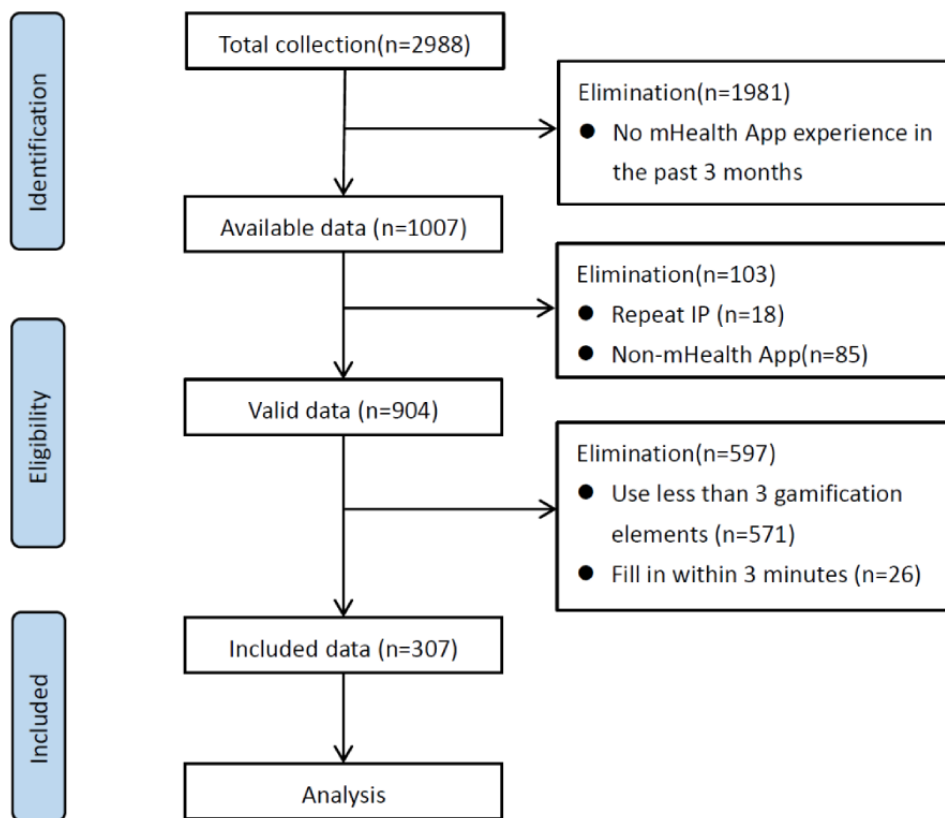 Total collection(n=2988)
Identification
Elimination(n=1981)
● No mHealth App experience in
the past 3 months
Available data (n=1007)
Elimination(n=103)
● Repeat IP (n=18)
● Non-mHealth App(n=85)
Eligibility
Valid data (n=904)
Elimination(n=597)
● Use less than 3 gamification
elements (n=571)
● Fill in within 3 minutes (n=26)
Included
Included data (n=307)
Analysis